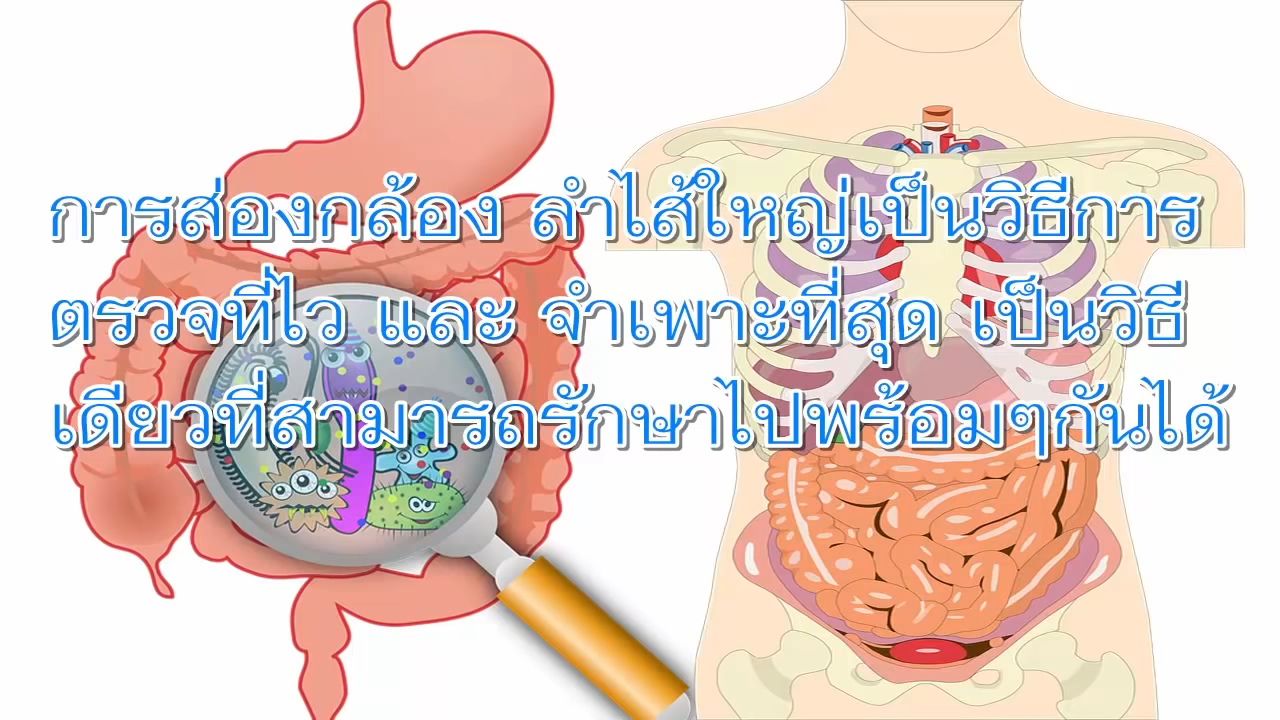 การส่องกล้อง ลำไส้ใหญ่เป็นวิธีการ
ตรวจที่ไว และ จำเพาะที่สุด เป็นวิธี
เดียวที่สามารถรักษาไปพร้อมๆกันได้